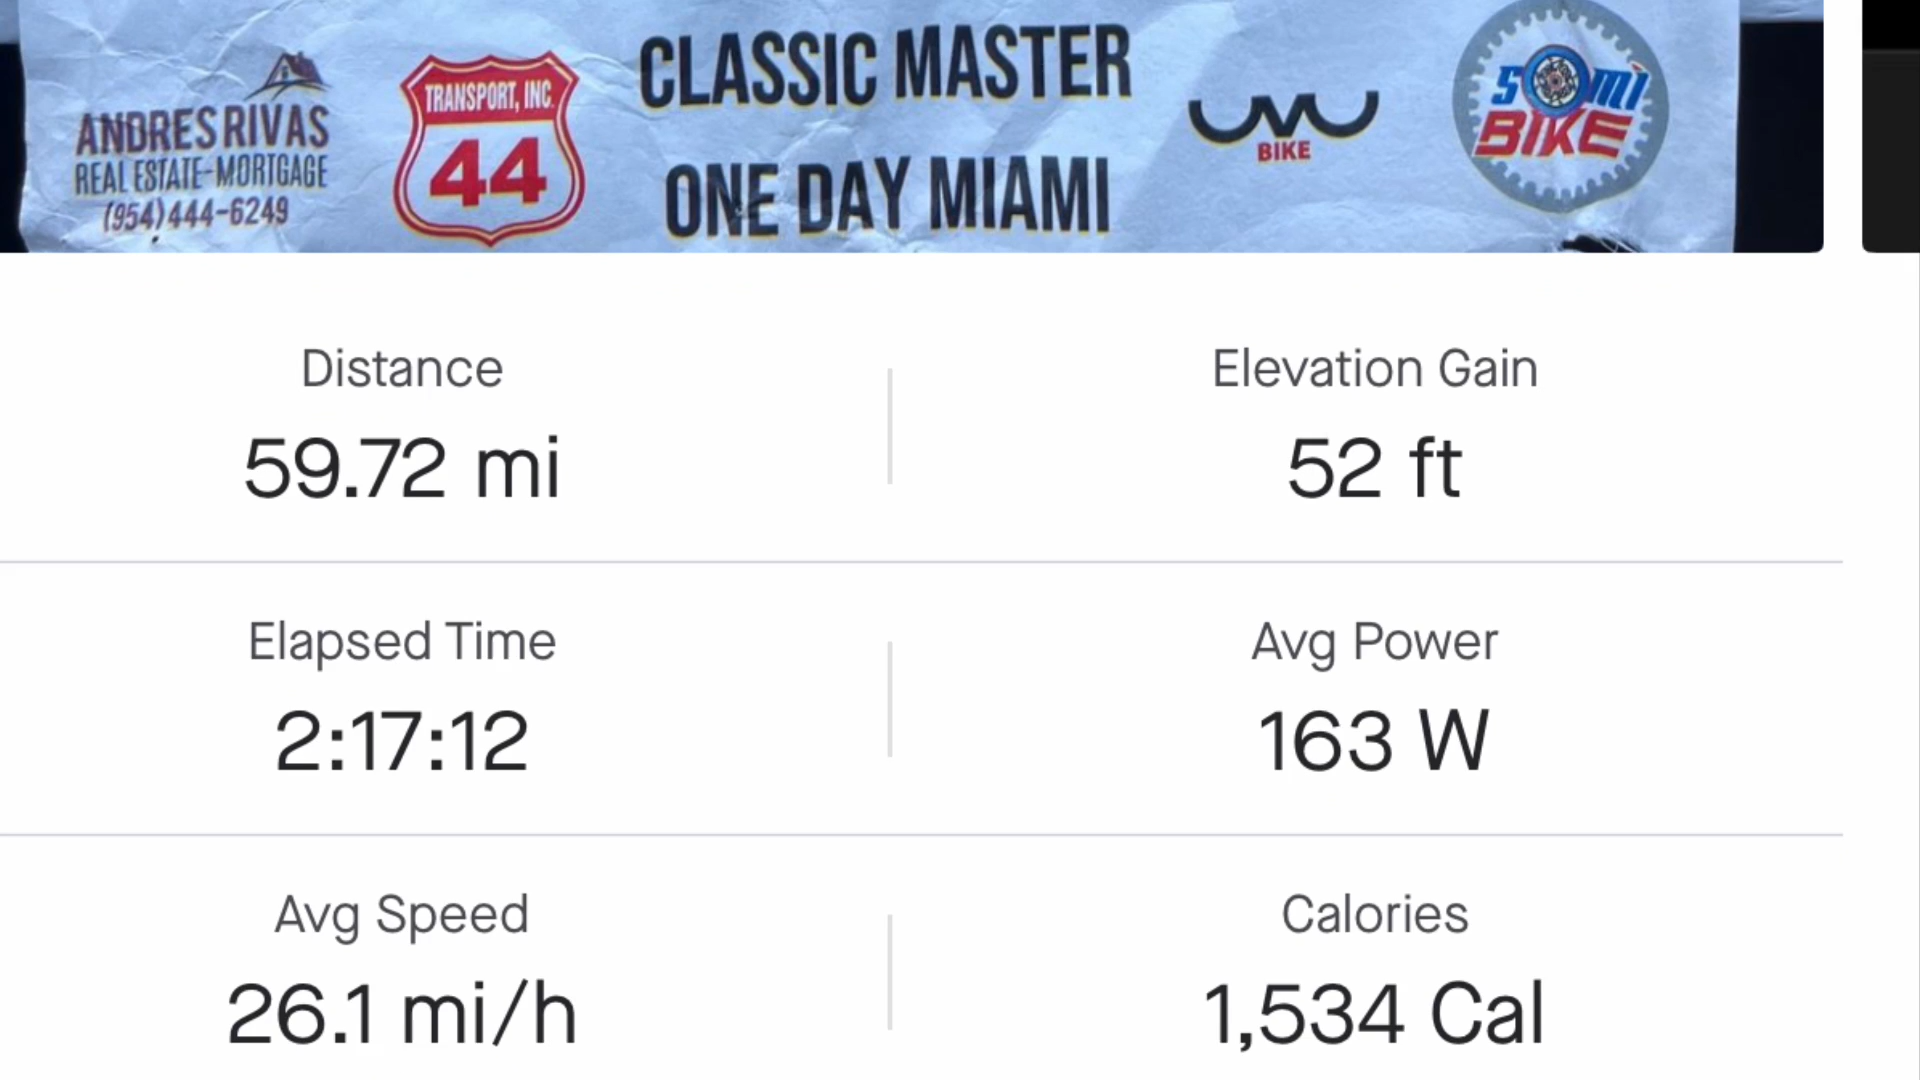 ANDRES RIVAS
REAL ESTATE-MORTGAGE
(954)444-6249
TRANSPORT, INC.
44
CLASSIC MASTER
ONE DAY MIAMI
UVU
BIKE
SOMI
BIKE
Distance
59.72 mi
Elevation Gain
52 ft
Elapsed Time
2:17:12
Avg Power
163 W
Avg Speed
26.1 mi/h
Calories
1,534 Cal